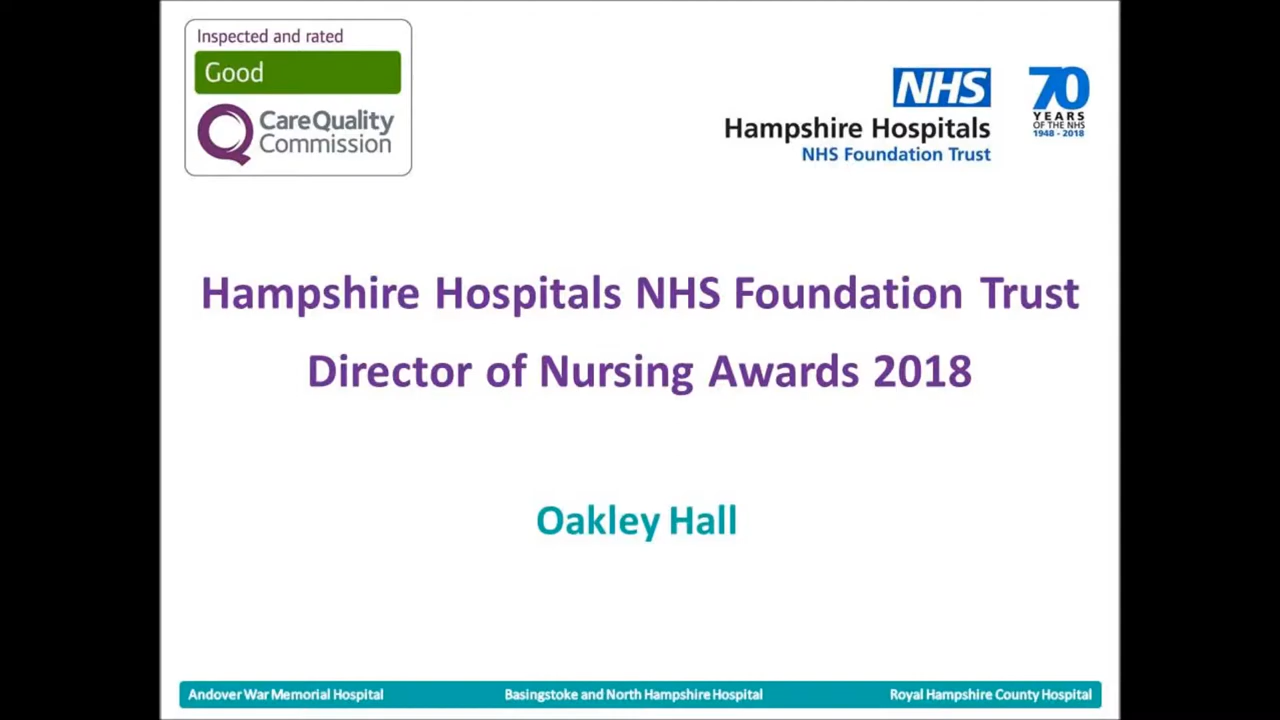 Inspected and rated
Good
CareQuality
Commission
NHS
Hampshire Hospitals
NHS Foundation Trust
70
YEARS
OF THE NHS
1948 - 2018
Hampshire Hospitals NHS Foundation Trust
Director of Nursing Awards 2018
Oakley Hall
Andover War Memorial Hospital
Basingstoke and North Hampshire Hospital
Royal Hampshire County Hospital